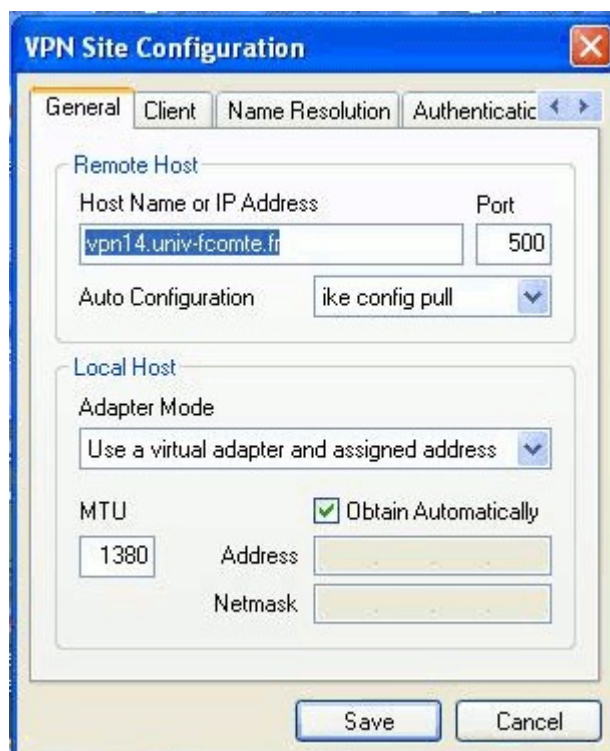 VPN Site Configuration
General Client Name Resolution Authenticatic
Remote Host
Host Name or IP Address Port
vpn14.univ-fcomte.fr 500
Auto Configuration ike config pull
Local Host
Adapter Mode
Use a virtual adapter and assigned address
MTU Obtain Automatically
1380 Address
Netmask
Save Cancel